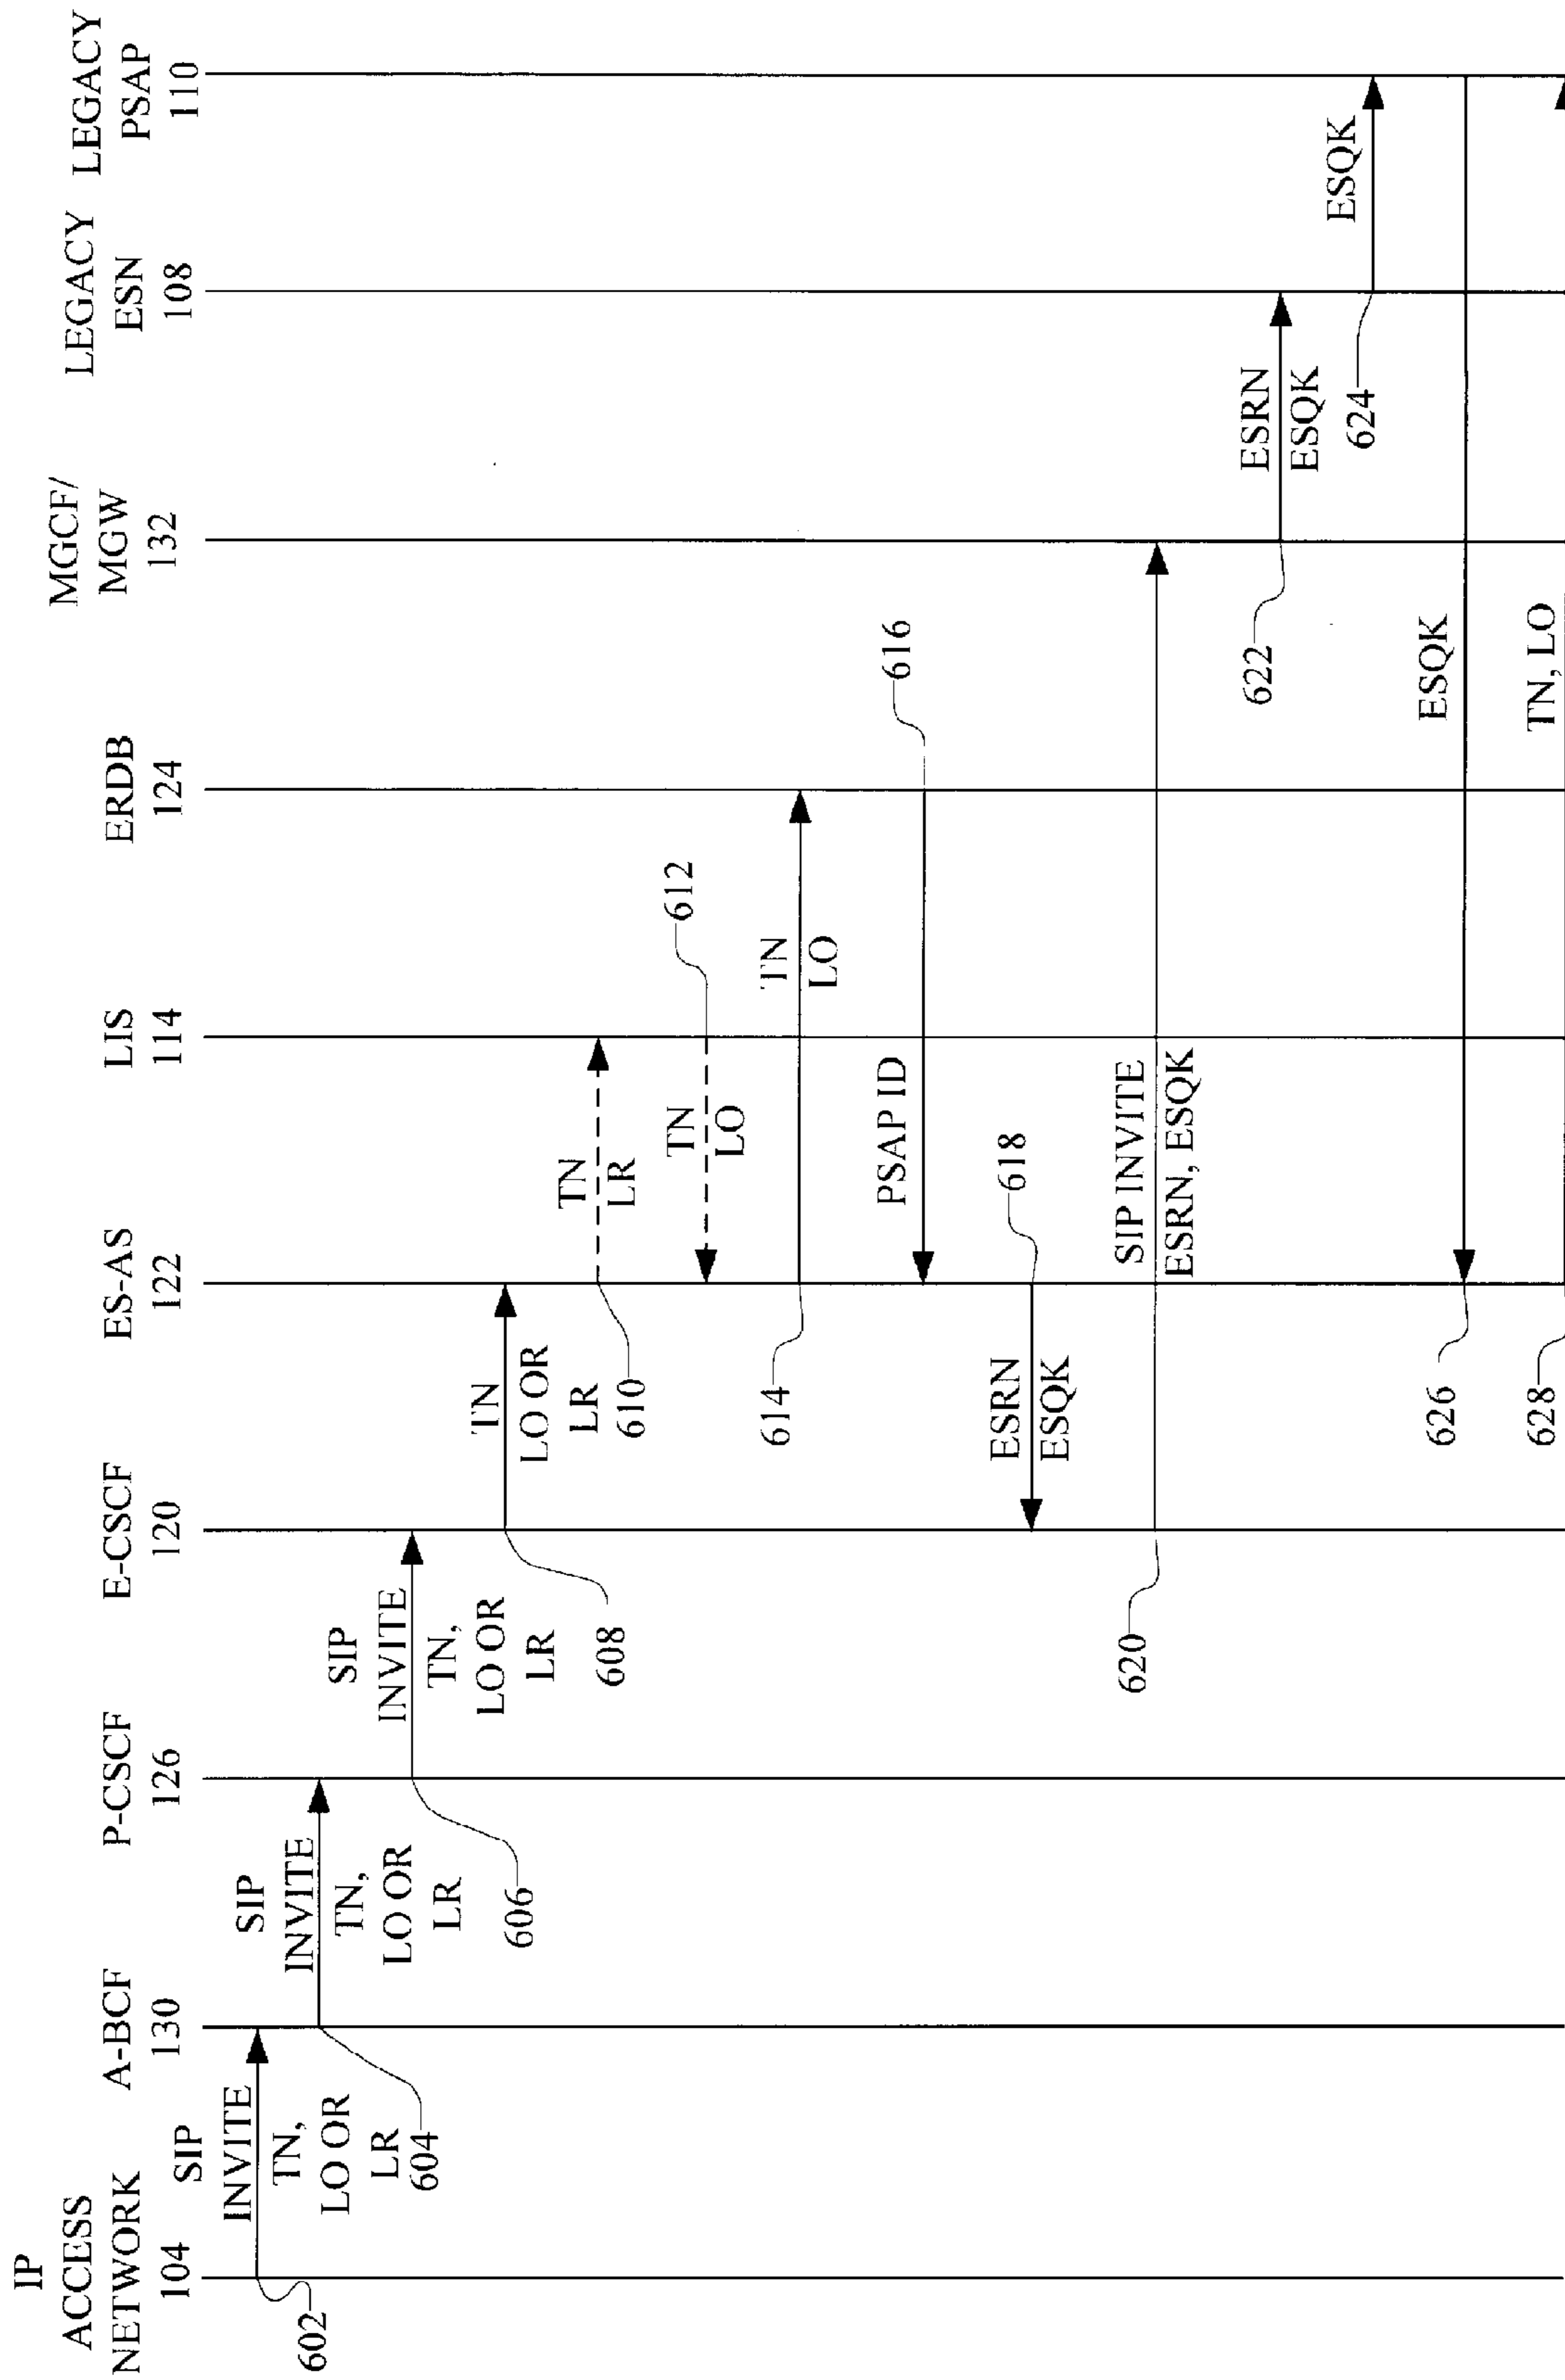 IP
ACCESS
NETWORK
104
A-BCF
130
P-CSCF
126
E-CSCF
120
ES-AS
122
LIS
114
ERDB
124
MGCF/
MGW
132
LEGACY
ESN
108
LEGACY
PSAP
110
SIP
INVITE
TN,
LO OR
LR
602
SIP
INVITE
TN,
LO OR
LR
604
SIP
INVITE
TN,
LO OR
LR
606
TN
LO OR
LR
608
TN
LR
610
TN
LO
612
TN
LO
614
PSAP ID
616
ESRN
ESQK
618
SIP INVITE
ESRN, ESQK
620
ESRN
ESQK
622
ESQK
624
ESQK
626
TN, LO
628